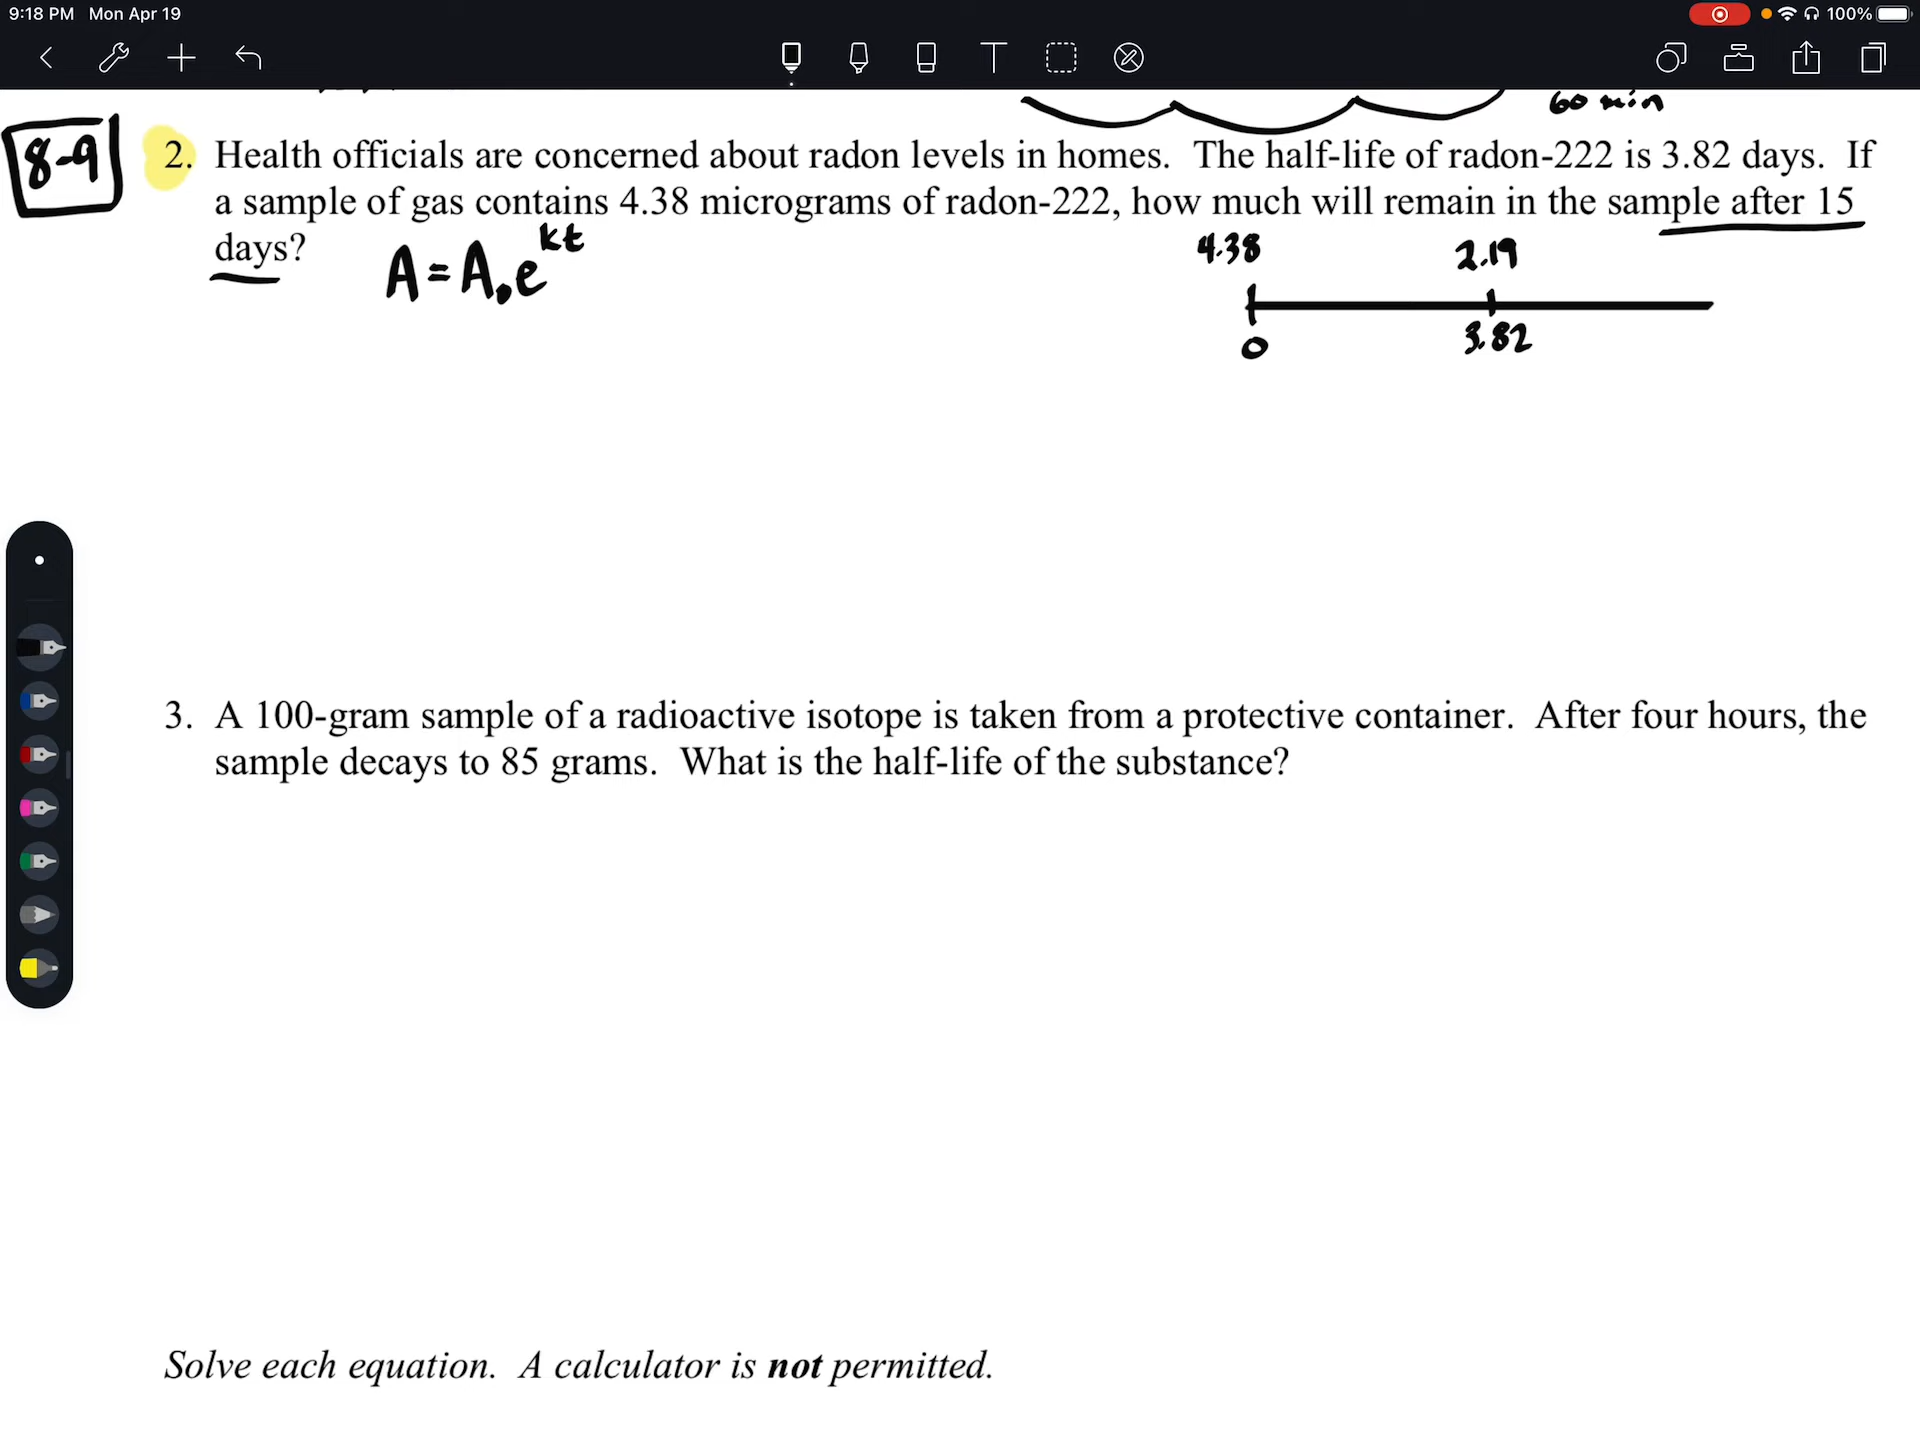 9:18 PM Mon Apr 19
100%
60 min
8-9
2. Health officials are concerned about radon levels in homes. The half-life of radon-222 is 3.82 days. If
a sample of gas contains 4.38 micrograms of radon-222, how much will remain in the sample after 15
days?
A = A₀e^kt
4.38 2.19
0 3.82
3. A 100-gram sample of a radioactive isotope is taken from a protective container. After four hours, the
sample decays to 85 grams. What is the half-life of the substance?
Solve each equation. A calculator is not permitted.